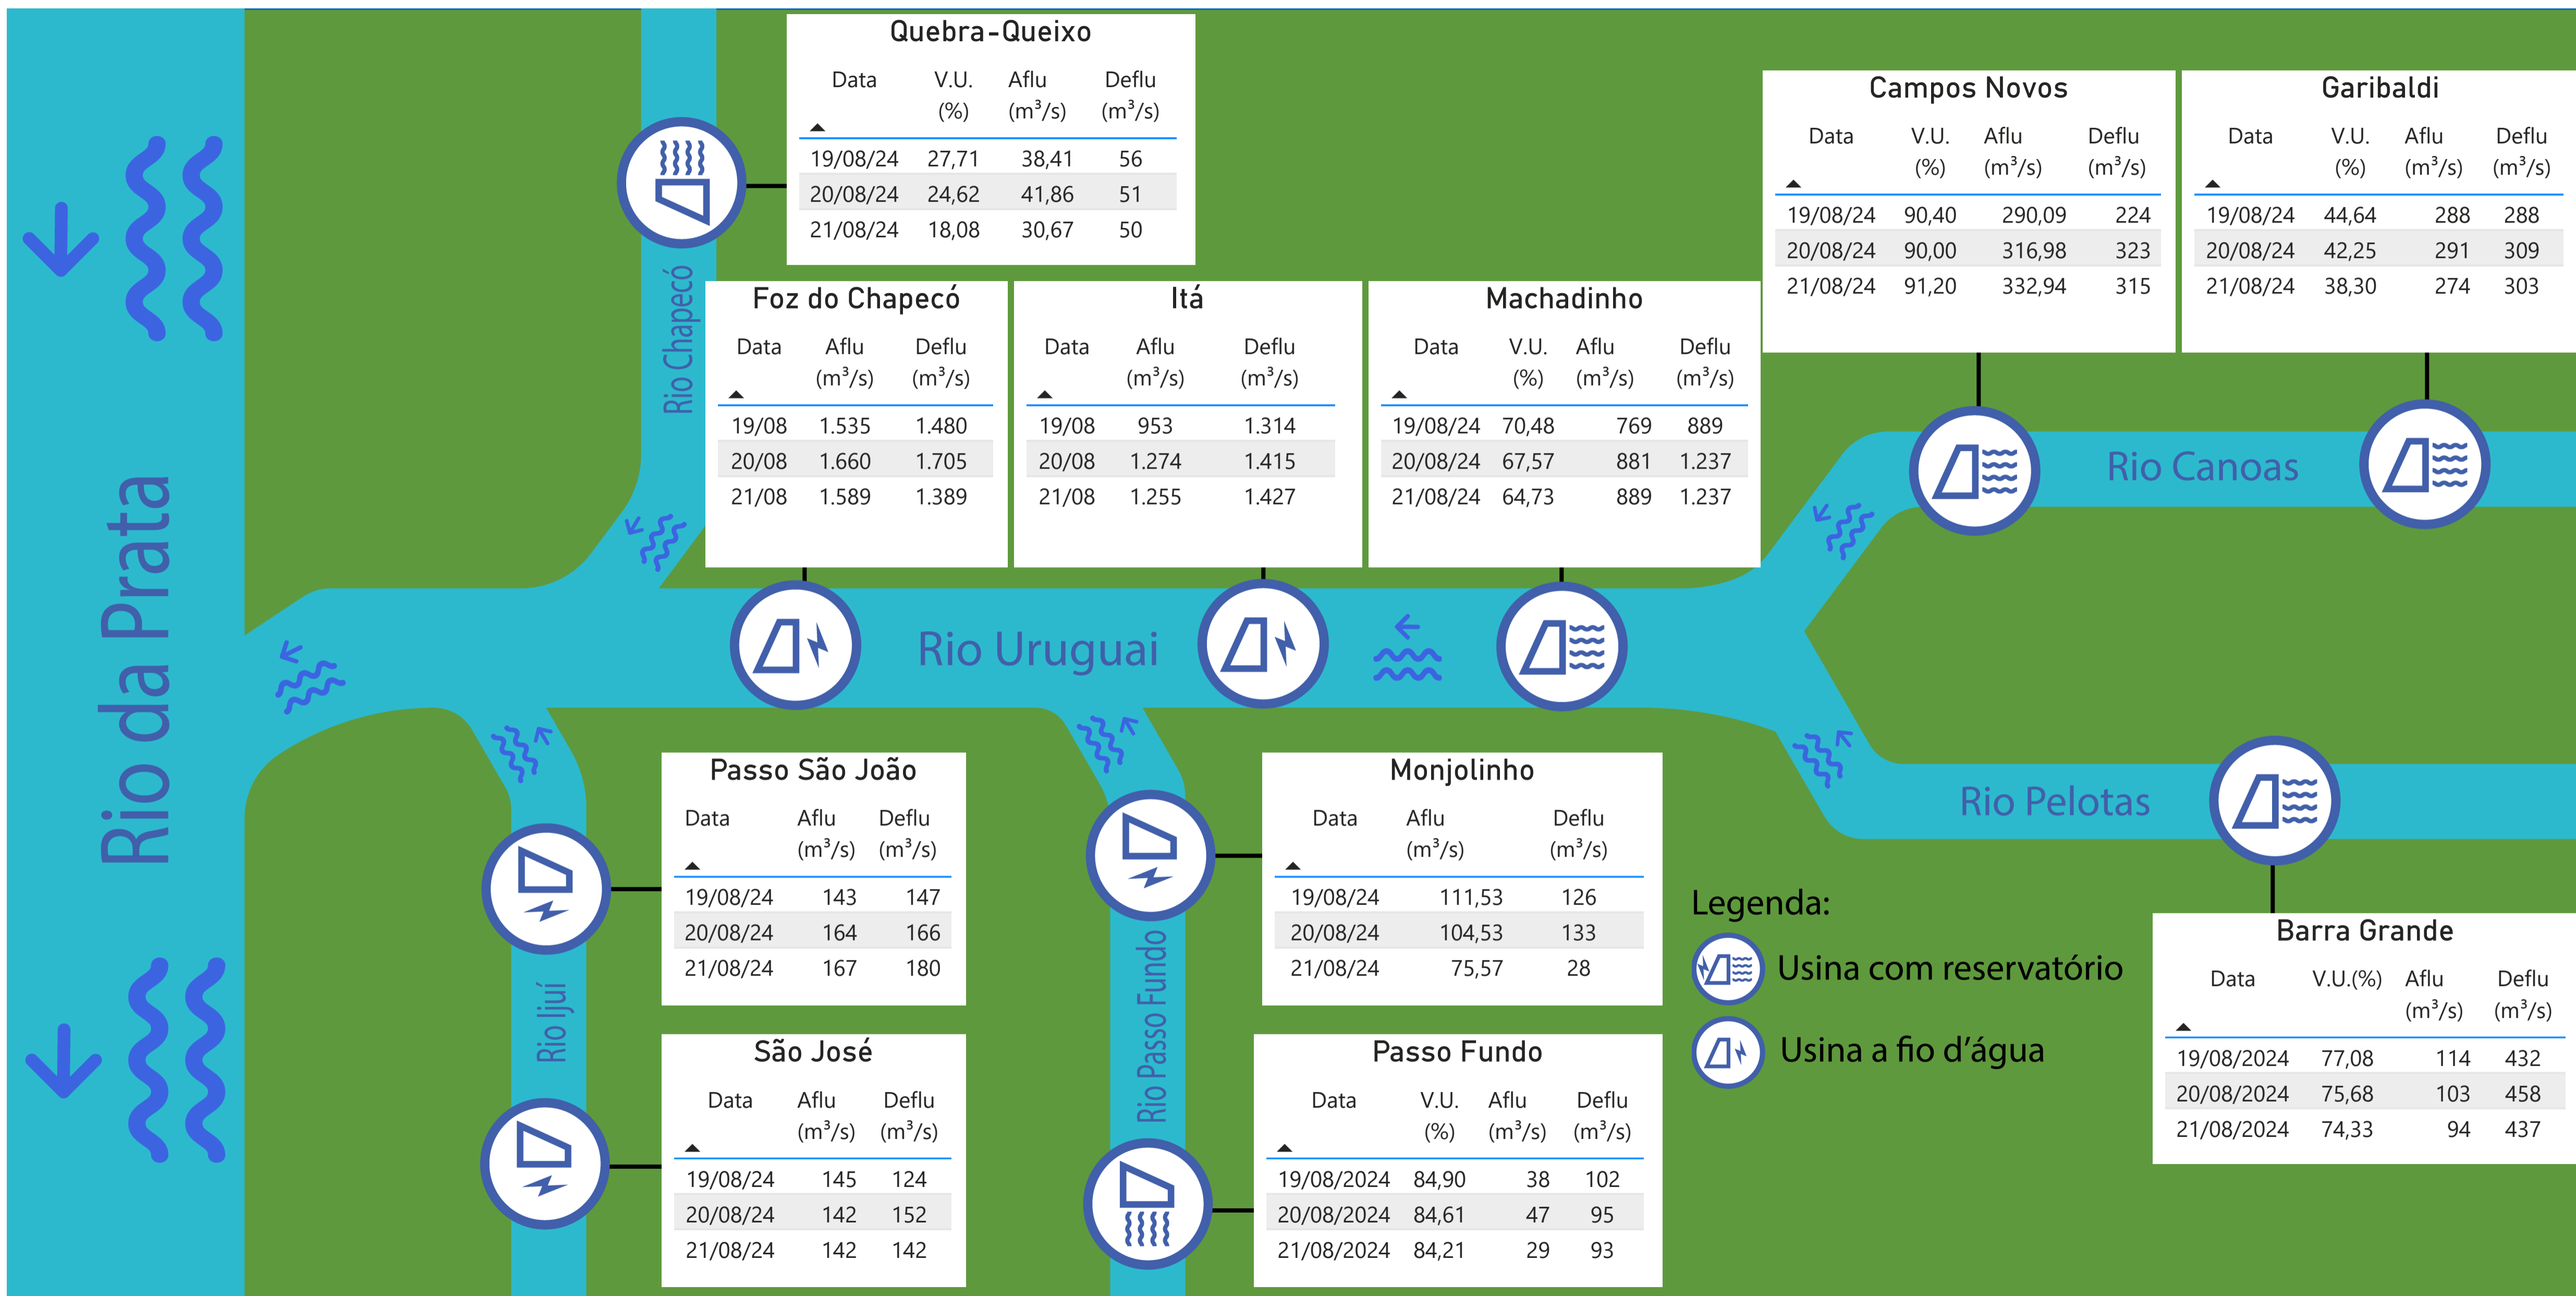 Rio da Prata
Quebra-Queixo
Data V.U. (%) Aflu (m³/s) Deflu (m³/s)
19/08/24 27,71 38,41 56
20/08/24 24,62 41,86 51
21/08/24 18,08 30,67 50
Rio Chapecó
Foz do Chapecó
Data Aflu (m³/s) Deflu (m³/s)
19/08 1.535 1.480
20/08 1.660 1.705
21/08 1.589 1.389
Itá
Data Aflu (m³/s) Deflu (m³/s)
19/08 953 1.314
20/08 1.274 1.415
21/08 1.255 1.427
Machadinho
Data V.U. (%) Aflu (m³/s) Deflu (m³/s)
19/08/24 70,48 769 889
20/08/24 67,57 881 1.237
21/08/24 64,73 889 1.237
Campos Novos
Data V.U. (%) Aflu (m³/s) Deflu (m³/s)
19/08/24 90,40 290,09 224
20/08/24 90,00 316,98 323
21/08/24 91,20 332,94 315
Garibaldi
Data V.U. (%) Aflu (m³/s) Deflu (m³/s)
19/08/24 44,64 288 288
20/08/24 42,25 291 309
21/08/24 38,30 274 303
Rio Canoas
Rio Uruguai
Rio Pelotas
Passo São João
Data Aflu (m³/s) Deflu (m³/s)
19/08/24 143 147
20/08/24 164 166
21/08/24 167 180
Rio Ijuí
São José
Data Aflu (m³/s) Deflu (m³/s)
19/08/24 145 124
20/08/24 142 152
21/08/24 142 142
Monjolinho
Data Aflu (m³/s) Deflu (m³/s)
19/08/24 111,53 126
20/08/24 104,53 133
21/08/24 75,57 28
Rio Passo Fundo
Passo Fundo
Data V.U. (%) Aflu (m³/s) Deflu (m³/s)
19/08/2024 84,90 38 102
20/08/2024 84,61 47 95
21/08/2024 84,21 29 93
Legenda:
Usina com reservatório
Usina a fio d'água
Barra Grande
Data V.U.(%) Aflu (m³/s) Deflu (m³/s)
19/08/2024 77,08 114 432
20/08/2024 75,68 103 458
21/08/2024 74,33 94 437